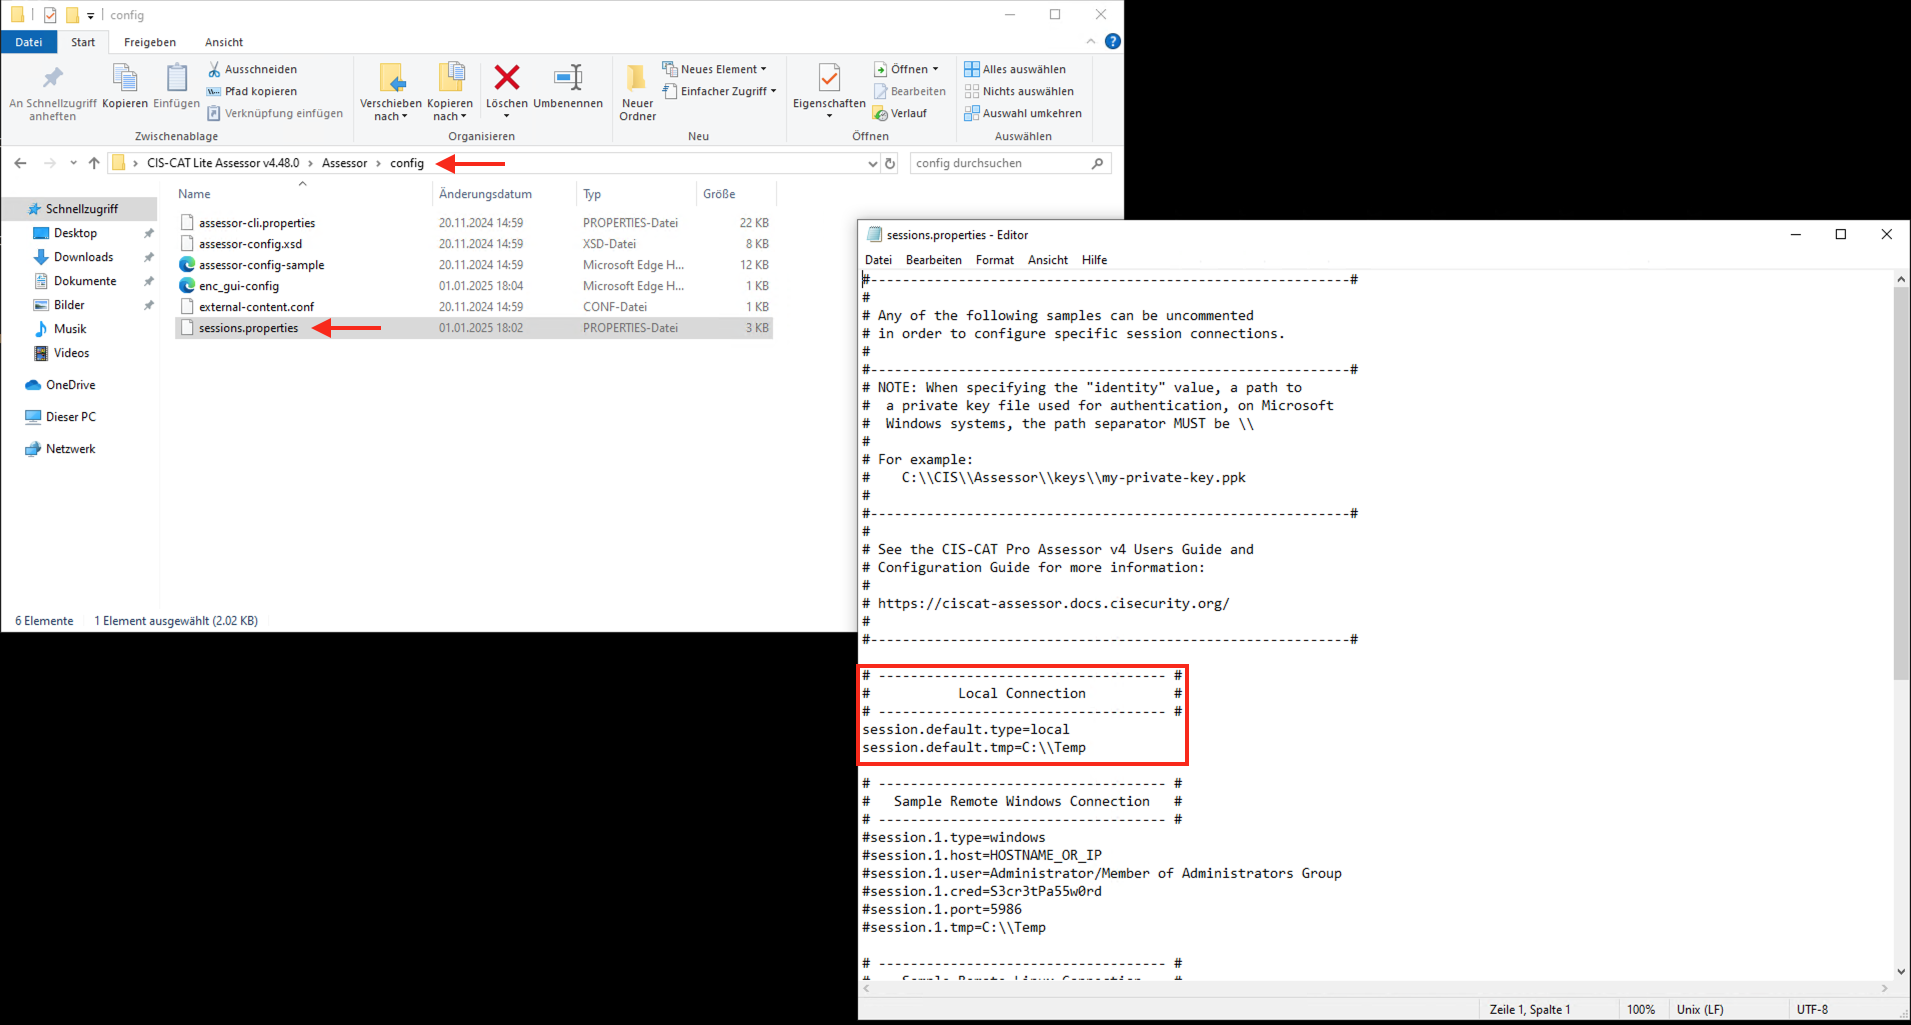 config
Datei
Start
Freigeben
Ansicht
An Schnellzugriff
anheften
Kopieren
Einfügen
Ausschneiden
Pfad kopieren
Verknüpfung einfügen
Zwischenablage
Verschieben
nach
Kopieren
nach
Löschen
Umbenennen
Organisieren
Neuer
Ordner
Neues Element
Einfacher Zugriff
Neu
Eigenschaften
Öffnen
Bearbeiten
Verlauf
Öffnen
Alles auswählen
Nichts auswählen
Auswahl umkehren
Auswählen
CIS-CAT Lite Assessor v4.48.0 › Assessor › config
config durchsuchen
Schnellzugriff
Desktop
Downloads
Dokumente
Bilder
Musik
Videos
OneDrive
Dieser PC
Netzwerk
Name Änderungsdatum Typ Größe
assessor-cli.properties 20.11.2024 14:59 PROPERTIES-Datei 22 KB
assessor-config.xsd 20.11.2024 14:59 XSD-Datei 8 KB
assessor-config-sample 20.11.2024 14:59 Microsoft Edge H... 12 KB
enc_gui-config 01.01.2025 18:04 Microsoft Edge H... 1 KB
external-content.conf 20.11.2024 14:59 CONF-Datei 1 KB
sessions.properties 01.01.2025 18:02 PROPERTIES-Datei 3 KB
6 Elemente 1 Element ausgewählt (2.02 KB)
sessions.properties - Editor
Datei Bearbeiten Format Ansicht Hilfe
#------------------------------------------------------------#
#
# Any of the following samples can be uncommented
# in order to configure specific session connections.
#
#------------------------------------------------------------#
# NOTE: When specifying the "identity" value, a path to
#  a private key file used for authentication, on Microsoft
#  Windows systems, the path separator MUST be \\
#
# For example:
#    C:\\CIS\\Assessor\\keys\\my-private-key.ppk
#
#------------------------------------------------------------#
#
# See the CIS-CAT Pro Assessor v4 Users Guide and
# Configuration Guide for more information:
#
# https://ciscat-assessor.docs.cisecurity.org/
#
#------------------------------------------------------------#
# ------------------------------------ #
#           Local Connection           #
# ------------------------------------ #
session.default.type=local
session.default.tmp=C:\\Temp
# ------------------------------------ #
#   Sample Remote Windows Connection   #
# ------------------------------------ #
#session.1.type=windows
#session.1.host=HOSTNAME_OR_IP
#session.1.user=Administrator/Member of Administrators Group
#session.1.cred=S3cr3tPa55w0rd
#session.1.port=5986
#session.1.tmp=C:\\Temp
# ------------------------------------ #
#    Sample Remote Linux Connection    #
Zeile 1, Spalte 1 100% Unix (LF) UTF-8